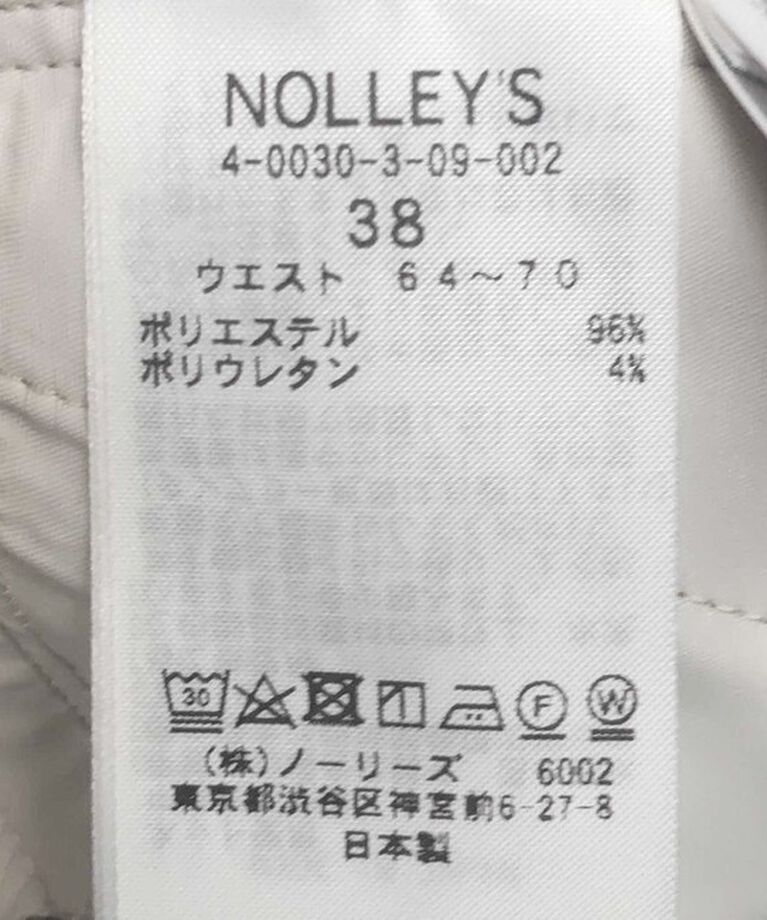 NOLLEY'S
4-0030-3-09-002
38
ウエスト 64～70
ポリエステル 96%
ポリウレタン 4%
30 F W
(株)ノーリーズ 6002
東京都渋谷区神宮前6-27-8
日本製